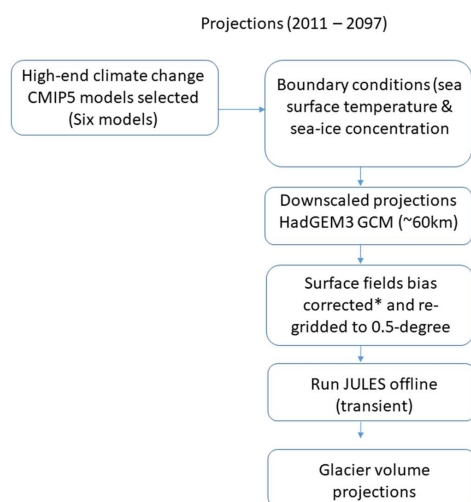 Projections (2011 – 2097)
High-end climate change
CMIP5 models selected
(Six models)
Boundary conditions (sea
surface temperature &
sea-ice concentration
Downscaled projections
HadGEM3 GCM (~60km)
Surface fields bias
corrected* and re-
gridded to 0.5-degree
Run JULES offline
(transient)
Glacier volume
projections